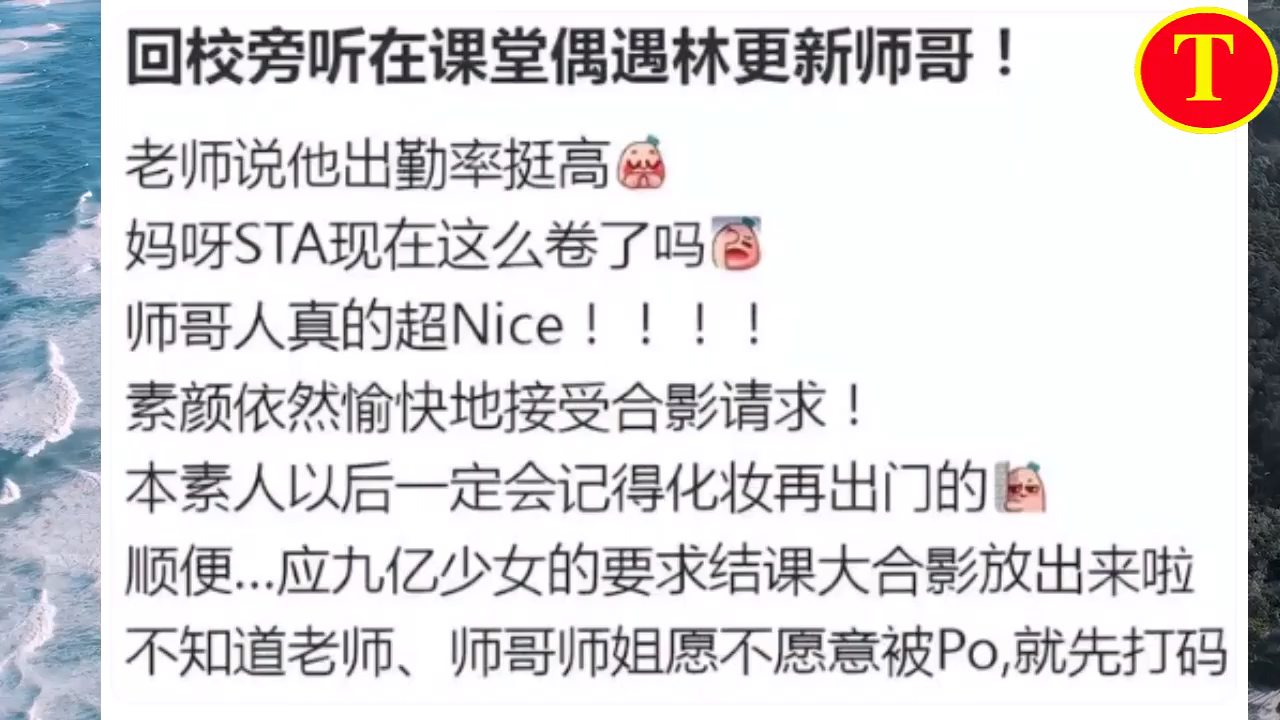 回校旁听在课堂偶遇林更新师哥！
T
老师说他出勤率挺高
妈呀STA现在这么卷了吗
师哥人真的超Nice！！！！
素颜依然愉快地接受合影请求！
本素人以后一定会记得化妆再出门的
顺便...应九亿少女的要求结课大合影放出来啦
不知道老师、师哥师姐愿不愿意被Po,就先打码